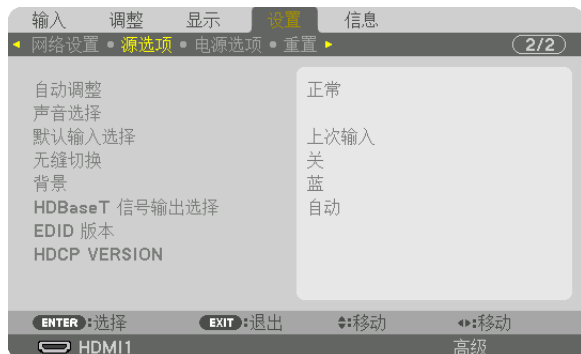 输入 调整 显示 设置 信息
网络设置 • 源选项 • 电源选项 • 重置 2/2
自动调整 正常
声音选择
默认输入选择 上次输入
无缝切换 关
背景 蓝
HDBaseT 信号输出选择 自动
EDID 版本
HDCP VERSION
ENTER :选择 EXIT :退出 :移动 :移动
HDMI1 高级